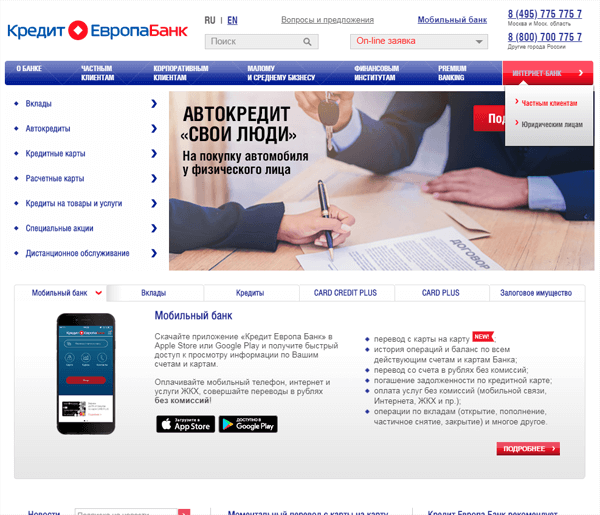 Кредит ЕвропаБанк
RU | EN
Вопросы и предложения
Мобильный банк
8 (495) 775 775 7
Москва и Моск. область
Поиск
On-line заявка
8 (800) 700 775 7
Другие города России
О БАНКЕ
ЧАСТНЫМ
КЛИЕНТАМ
КОРПОРАТИВНЫМ
КЛИЕНТАМ
МАЛОМУ
И СРЕДНЕМУ БИЗНЕСУ
ФИНАНСОВЫМ
ИНСТИТУТАМ
PREMIUM
BANKING
ИНТЕРНЕТ-БАНК
Частным клиентам
Юридическим лицам
Вклады
Автокредиты
Кредитные карты
Расчетные карты
Кредиты на товары и услуги
Специальные акции
Дистанционное обслуживание
АВТОКРЕДИТ
«СВОИ ЛЮДИ»
На покупку автомобиля
у физического лица
ДОГОВОР
Мобильный банк
Вклады
Кредиты
CARD CREDIT PLUS
CARD PLUS
Залоговое имущество
Мобильный банк
Скачайте приложение «Кредит Европа Банк» в
Apple Store или Google Play и получите быстрый
доступ к просмотру информации по Вашим
счетам и картам.
Оплачивайте мобильный телефон, интернет и
услуги ЖКХ, совершайте переводы в рублях
без комиссий!
Загрузите в
App Store
ДОСТУПНО В
Google Play
перевод с карты на карту NEW!;
история операций и баланс по всем
действующим счетам и картам Банка;
перевод со счета в рублях без комиссий;
погашение задолженности по кредитной карте;
оплата услуг без комиссий (мобильной связи,
Интернета, ЖКХ и пр.);
операции по вкладам (открытие, пополнение,
частичное снятие, закрытие) и многое другое.
ПОДРОБНЕЕ
Новости
Подписка на новости
Моментальный перевод с карты на карту
Кредит Европа Банк рекомендует